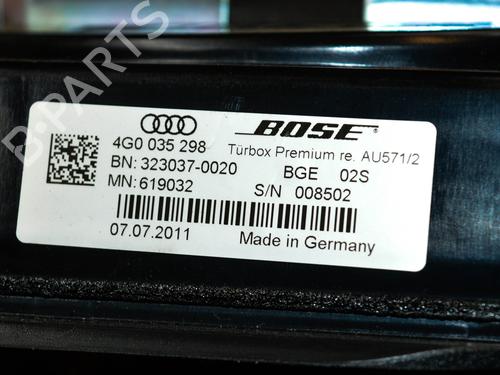 BOSE
4G0 035 298
Türbox Premium re. AU571/2
BN: 323037-0020
BGE 02S
MN: 619032
S/N 008502
07.07.2011
Made in Germany
B-PARTS